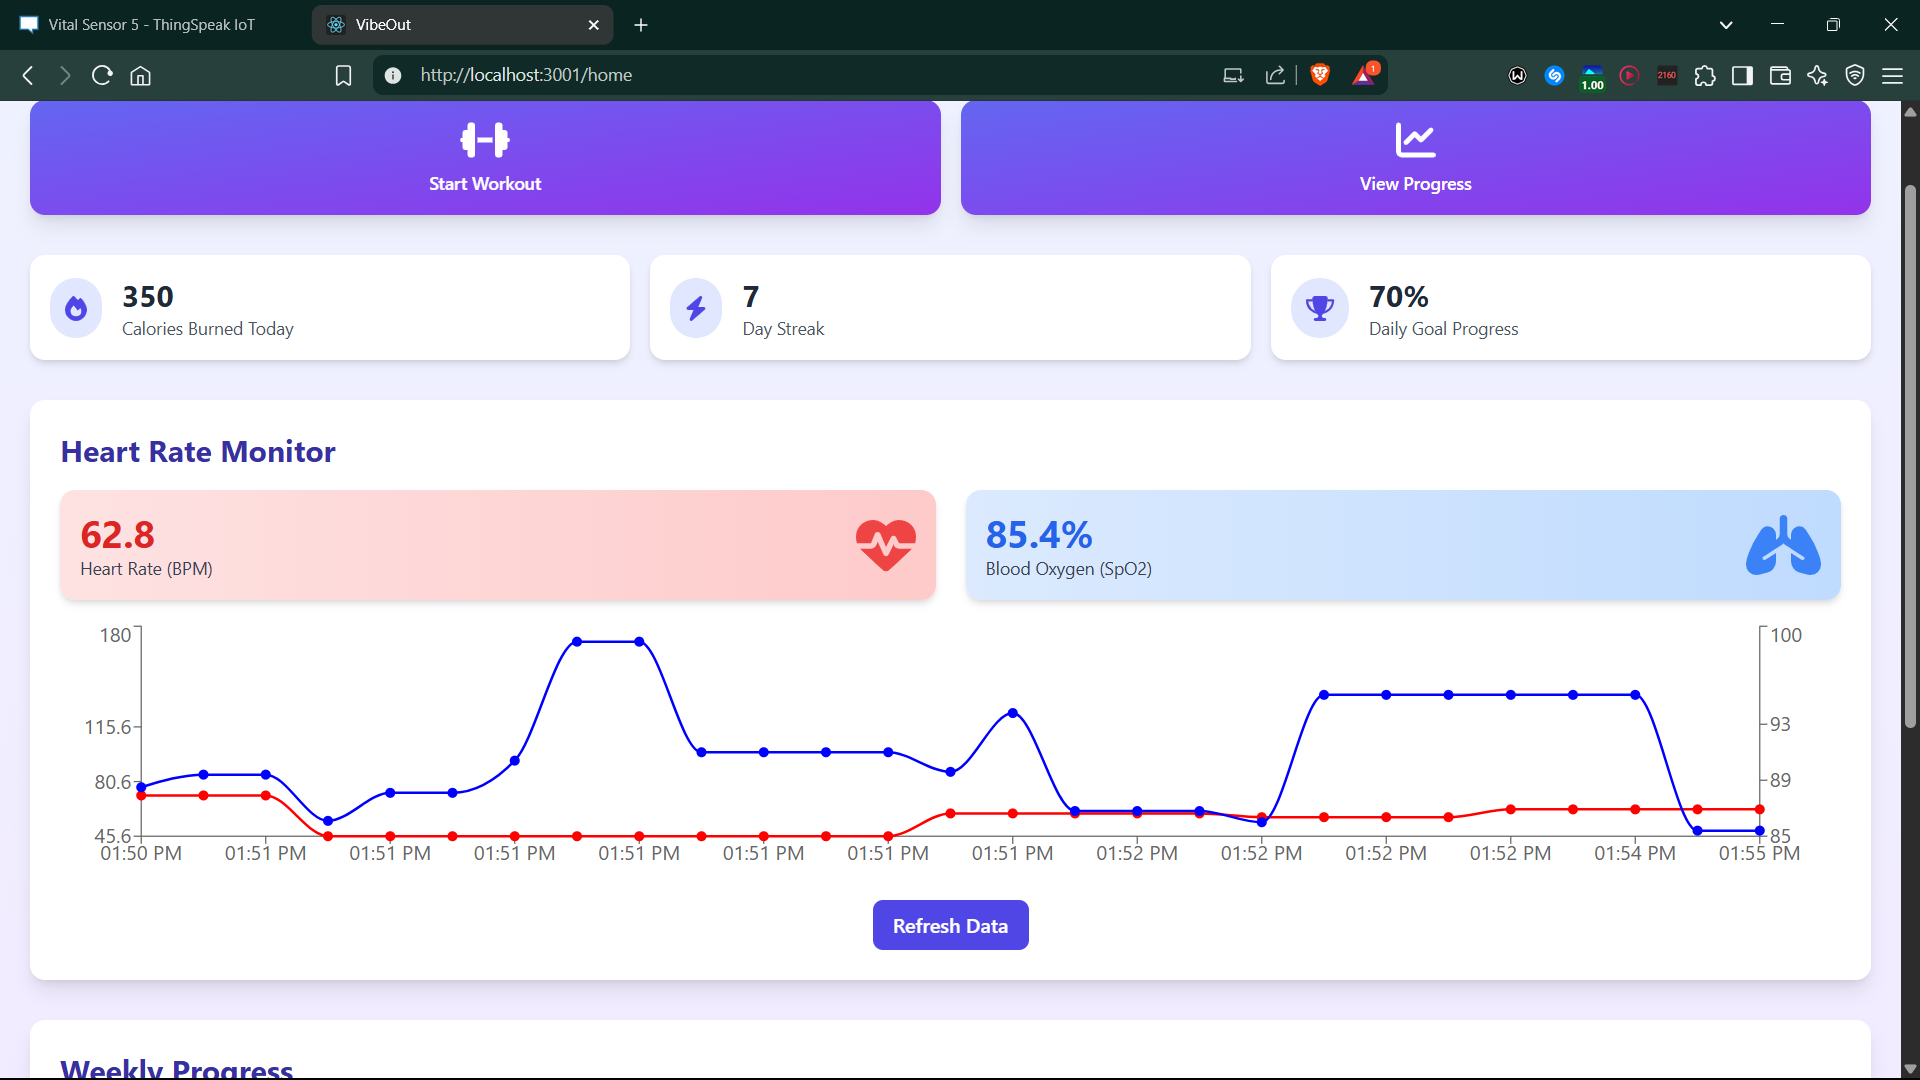 Vital Sensor 5 - ThingSpeak IoT
VibeOut
http://localhost:3001/home
1
1.00
2160
Start Workout
View Progress
350
Calories Burned Today
7
Day Streak
70%
Daily Goal Progress
Heart Rate Monitor
62.8
Heart Rate (BPM)
85.4%
Blood Oxygen (SpO2)
180
115.6
80.6
45.6
100
93
89
85
01:50 PM 01:51 PM 01:51 PM 01:51 PM 01:51 PM 01:51 PM 01:51 PM 01:51 PM 01:52 PM 01:52 PM 01:52 PM 01:52 PM 01:54 PM 01:55 PM
Refresh Data
Weekly Progress